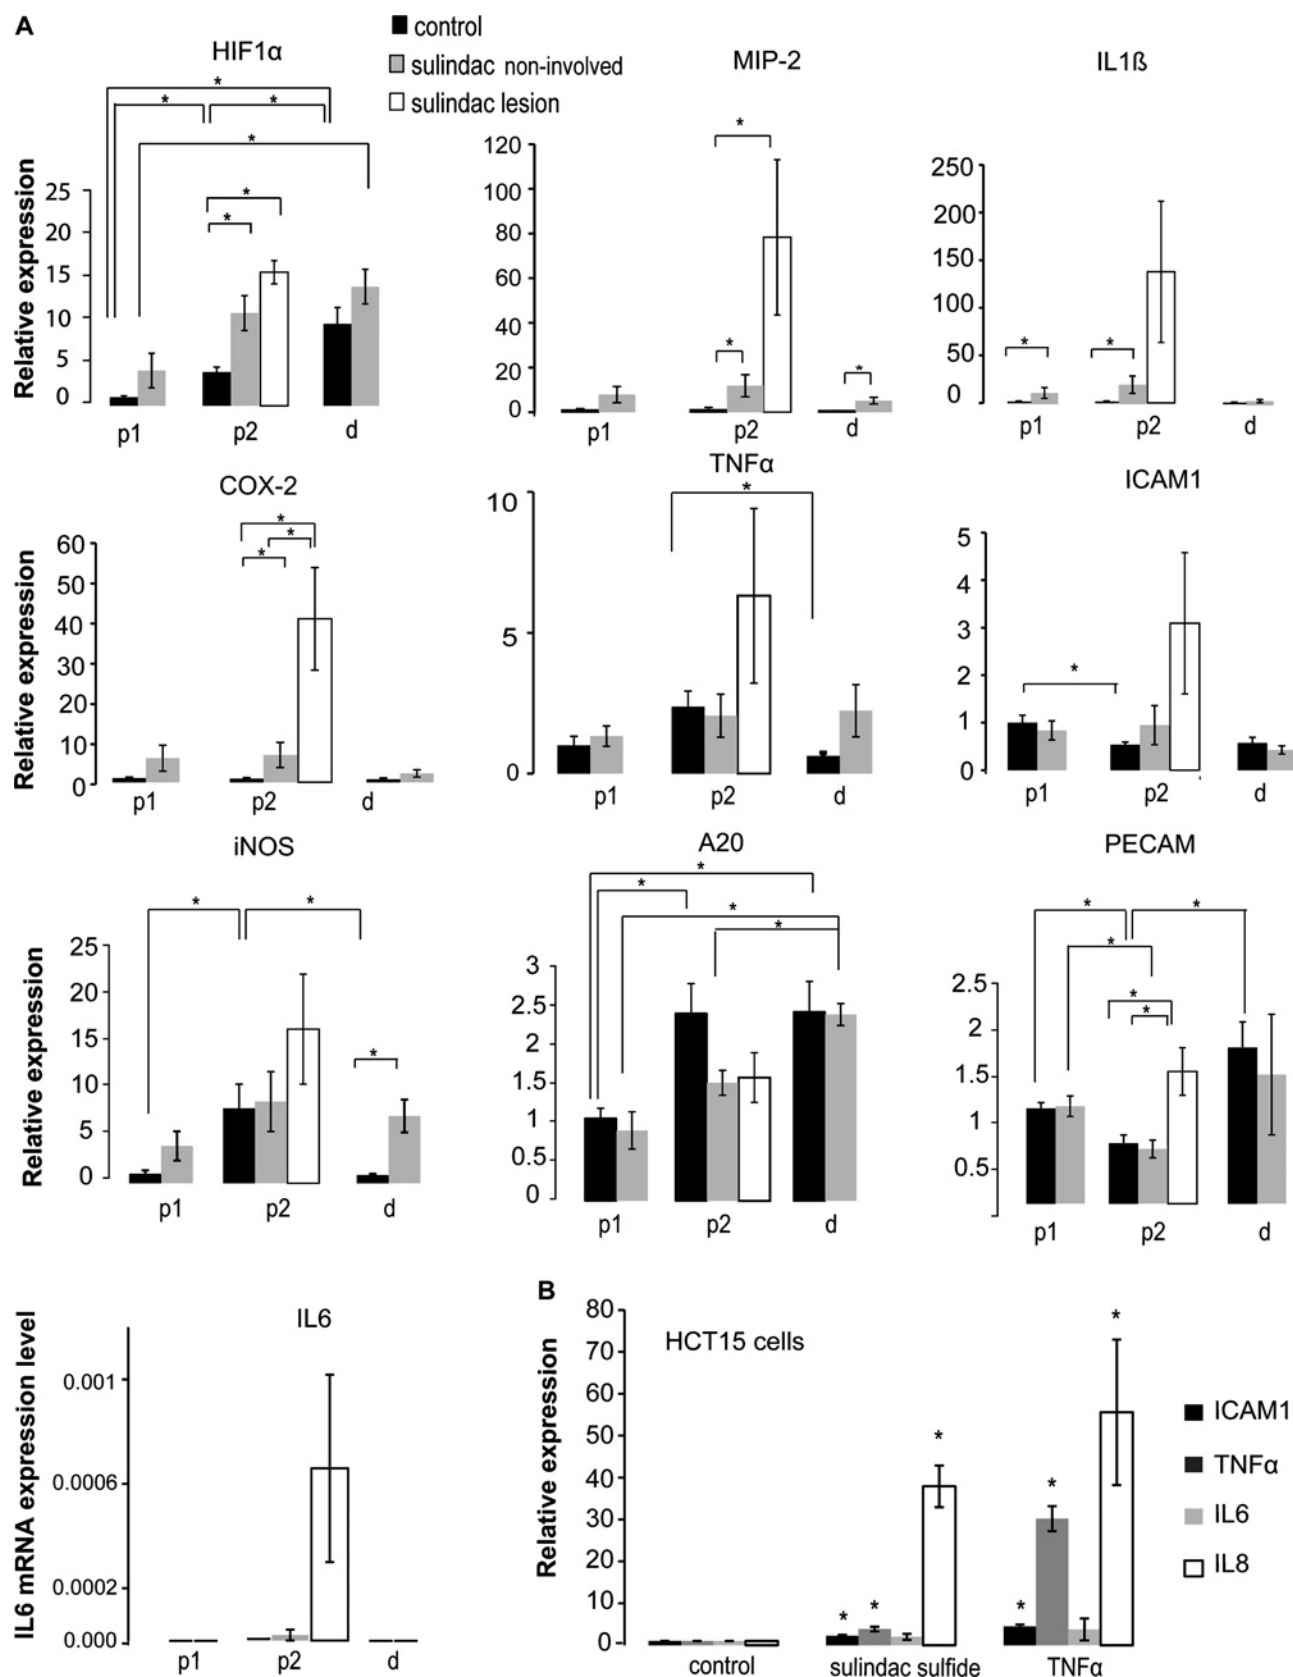 A
control
sulindac non-involved
sulindac lesion
HIF1α
MIP-2
IL1ß
* * * *
* *
Relative expression
25
20
15
10
5
0
p1 p2 d
120
100
80
60
40
20
0
* * *
p1 p2 d
250
200
150
100
50
0
* *
p1 p2 d
COX-2
TNFα
ICAM1
Relative expression
60
50
40
30
20
10
0
* * *
p1 p2 d
10
5
0
*
p1 p2 d
5
4
3
2
1
0
*
p1 p2 d
iNOS
A20
PECAM
Relative expression
25
20
15
10
5
0
* * *
p1 p2 d
3
2.5
2
1.5
1
0.5
0
* * * *
p1 p2 d
2.5
2
1.5
1
0.5
* * * * *
p1 p2 d
IL6
IL6 mRNA expression level
0.001
0.0006
0.0002
0.000
p1 p2 d
B
HCT15 cells
Relative expression
80
70
60
50
40
30
20
10
0
* * * * * *
control sulindac sulfide TNFα
ICAM1
TNFα
IL6
IL8